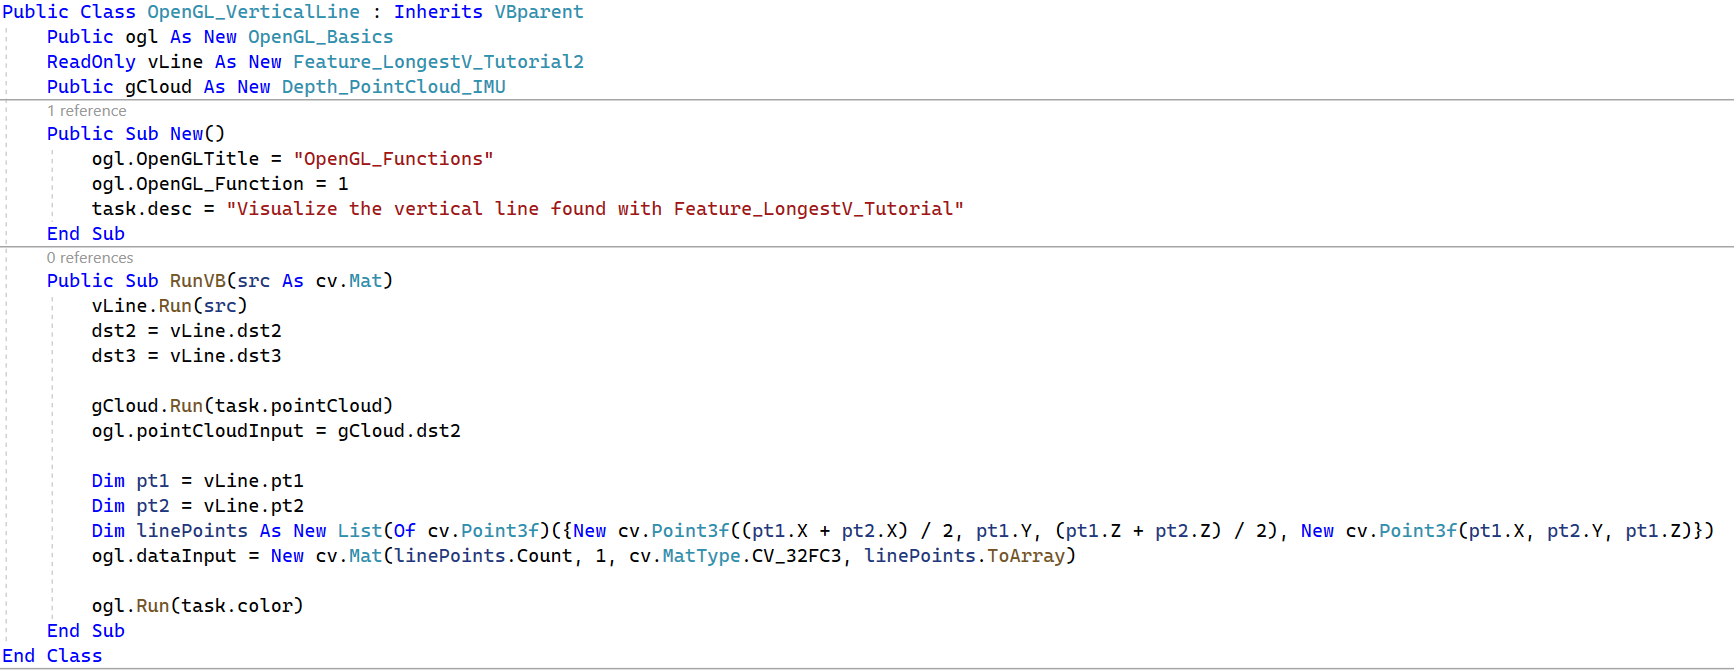 Public Class OpenGL_VerticalLine : Inherits VBparent
    Public ogl As New OpenGL_Basics
    ReadOnly vLine As New Feature_LongestV_Tutorial2
    Public gCloud As New Depth_PointCloud_IMU
    1 reference
    Public Sub New()
        ogl.OpenGLTitle = "OpenGL_Functions"
        ogl.OpenGL_Function = 1
        task.desc = "Visualize the vertical line found with Feature_LongestV_Tutorial"
    End Sub
    0 references
    Public Sub RunVB(src As cv.Mat)
        vLine.Run(src)
        dst2 = vLine.dst2
        dst3 = vLine.dst3

        gCloud.Run(task.pointCloud)
        ogl.pointCloudInput = gCloud.dst2

        Dim pt1 = vLine.pt1
        Dim pt2 = vLine.pt2
        Dim linePoints As New List(Of cv.Point3f)({New cv.Point3f((pt1.X + pt2.X) / 2, pt1.Y, (pt1.Z + pt2.Z) / 2), New cv.Point3f(pt1.X, pt2.Y, pt1.Z)})
        ogl.dataInput = New cv.Mat(linePoints.Count, 1, cv.MatType.CV_32FC3, linePoints.ToArray)

        ogl.Run(task.color)
    End Sub
End Class